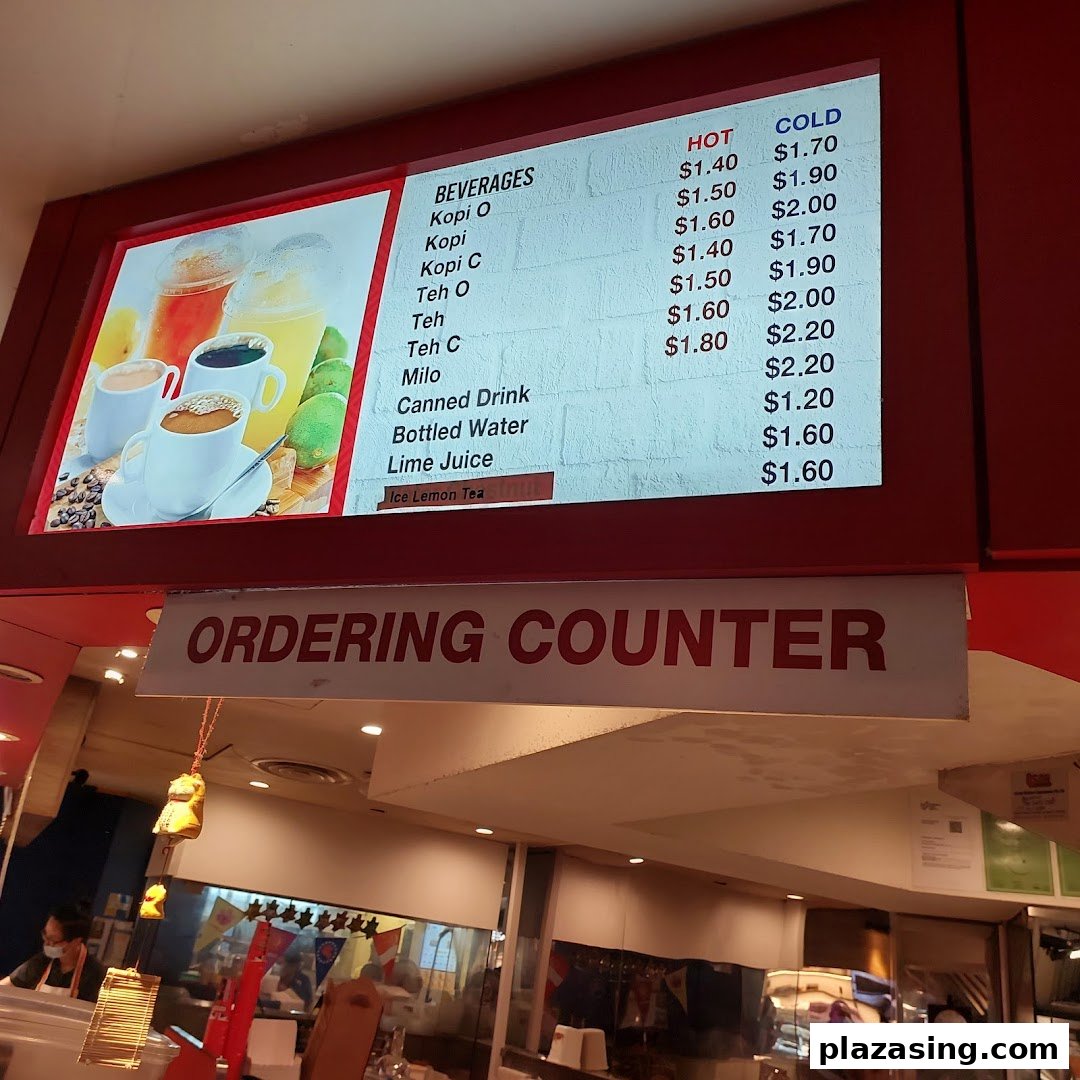 HOT COLD
BEVERAGES
Kopi O $1.40 $1.70
Kopi $1.50 $1.90
Kopi C $1.60 $2.00
Teh O $1.40 $1.70
Teh $1.50 $1.90
Teh C $1.60 $2.00
Milo $1.80 $2.20
Canned Drink $2.20
Bottled Water $1.20
Lime Juice $1.60
Ice Lemon Tea $1.60
ORDERING COUNTER
plazasing.com